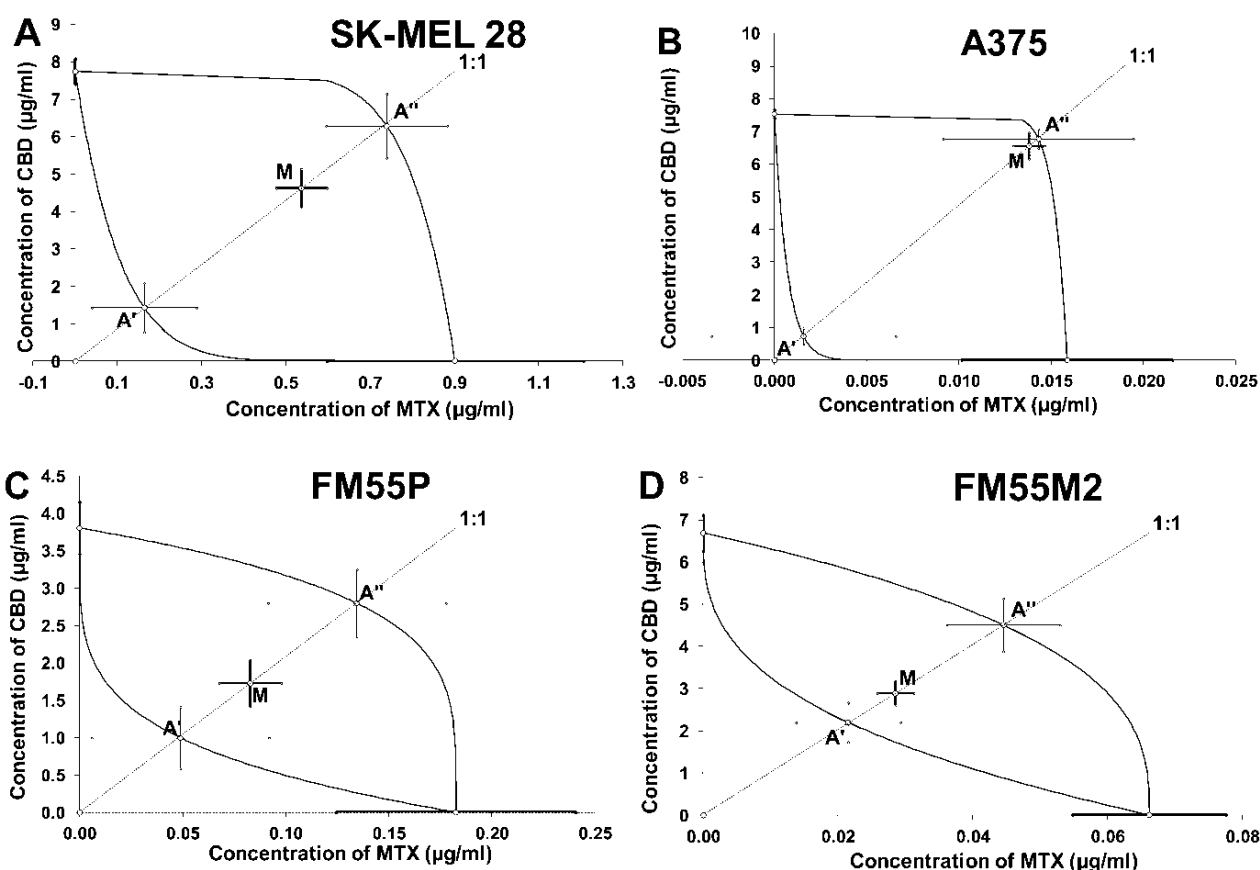 A
SK-MEL 28
Concentration of CBD (µg/ml)
9
8
7
6
5
4
3
2
1
0
1:1
A"
M
A'
-0.1 0.1 0.3 0.5 0.7 0.9 1.1 1.3
Concentration of MTX (µg/ml)
B
A375
Concentration of CBD (µg/ml)
10
9
8
7
6
5
4
3
2
1
0
1:1
A"
M
A'
-0.005 0.000 0.005 0.010 0.015 0.020 0.025
Concentration of MTX (µg/ml)
C
FM55P
Concentration of CBD (µg/ml)
4.5
4.0
3.5
3.0
2.5
2.0
1.5
1.0
0.5
0.0
1:1
A"
M
A'
0.00 0.05 0.10 0.15 0.20 0.25
Concentration of MTX (µg/ml)
D
FM55M2
Concentration of CBD (µg/ml)
8
7
6
5
4
3
2
1
0
1:1
A"
M
A'
0.00 0.02 0.04 0.06 0.08
Concentration of MTX (µg/ml)